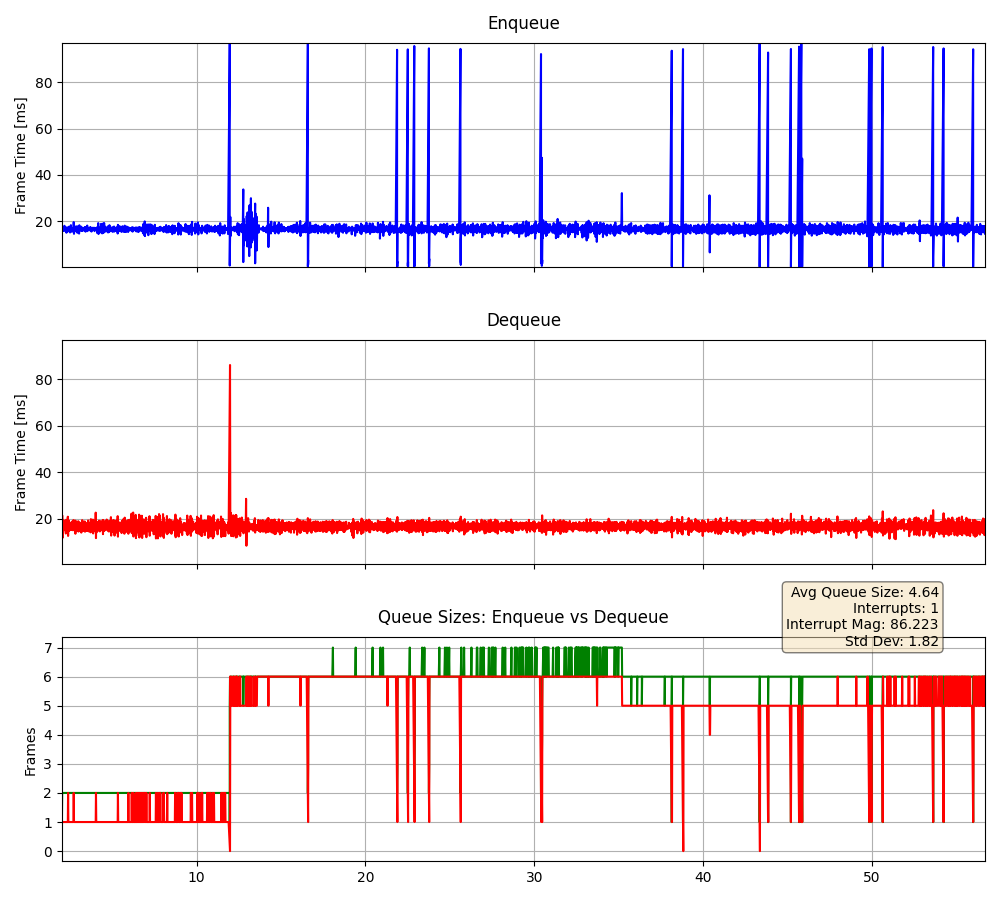 Enqueue
Frame Time [ms]
80
60
40
20
Dequeue
Frame Time [ms]
80
60
40
20
Avg Queue Size: 4.64
Interrupts: 1
Interrupt Mag: 86.223
Std Dev: 1.82
Queue Sizes: Enqueue vs Dequeue
Frames
7
6
5
4
3
2
1
0
10 20 30 40 50